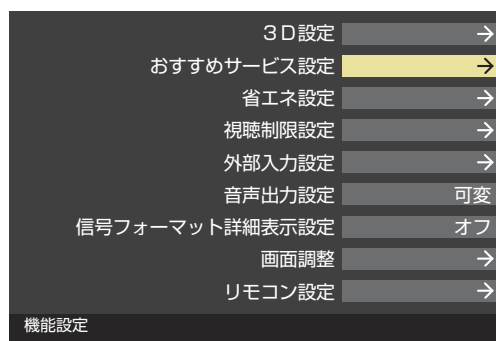 ３Ｄ設定 →
おすすめサービス設定 →
省エネ設定 →
視聴制限設定 →
外部入力設定 →
音声出力設定 可変
信号フォーマット詳細表示設定 オフ
画面調整 →
リモコン設定 →
機能設定